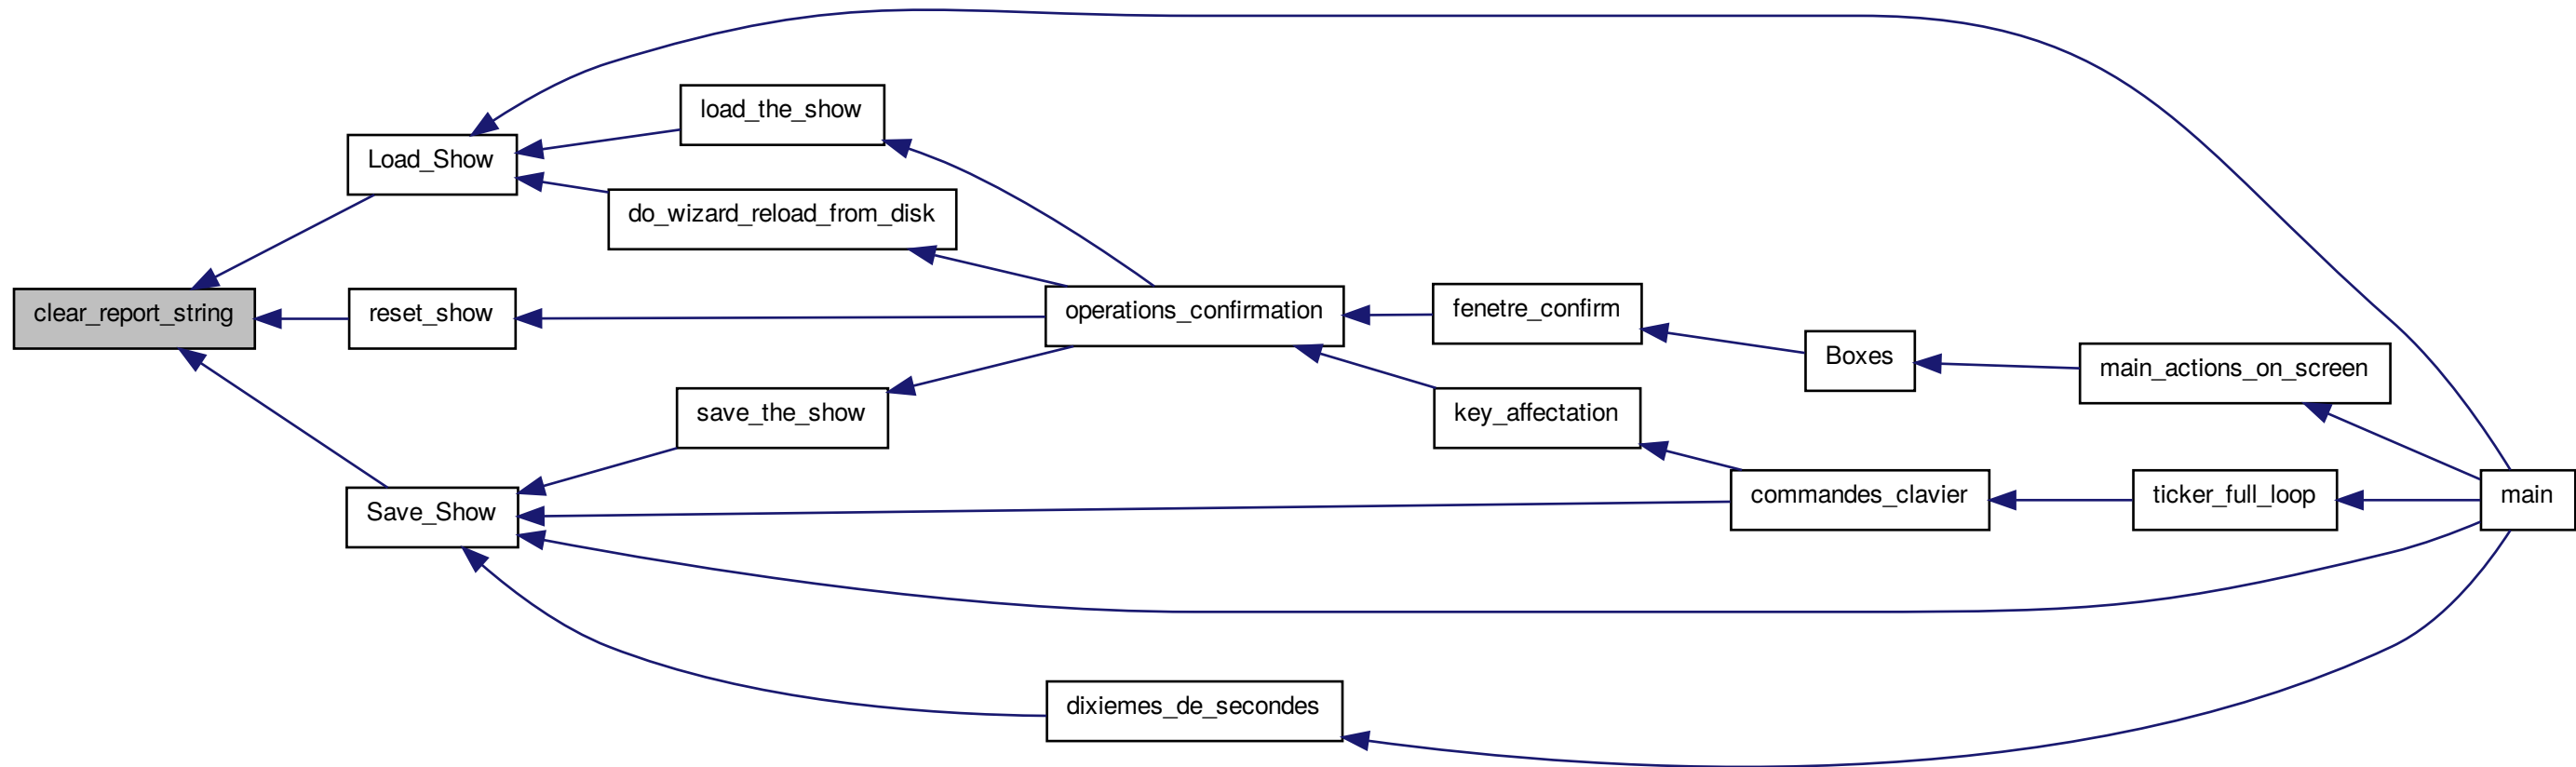 load_the_show
Load_Show
do_wizard_reload_from_disk
clear_report_string
reset_show
operations_confirmation
fenetre_confirm
Boxes
main_actions_on_screen
save_the_show
key_affectation
Save_Show
commandes_clavier
ticker_full_loop
main
dixiemes_de_secondes